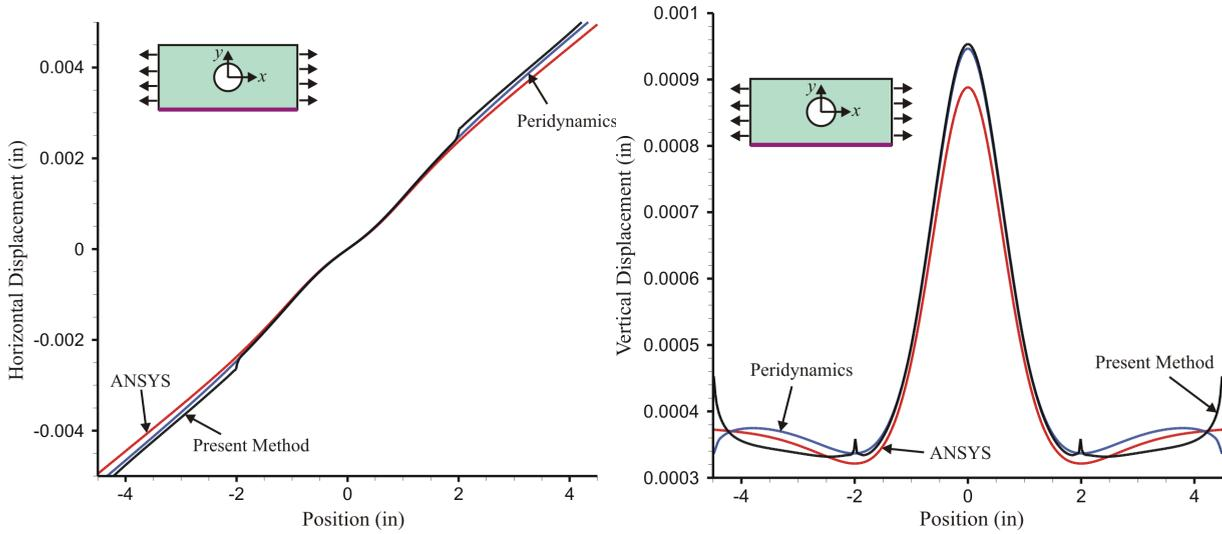 Horizontal Displacement (in)
0.004
0.002
0
-0.002
-0.004
-4
-2
0
2
4
Position (in)
y
x
Peridynamics
ANSYS
Present Method
Vertical Displacement (in)
0.001
0.0009
0.0008
0.0007
0.0006
0.0005
0.0004
0.0003
-4
-2
0
2
4
Position (in)
y
x
Peridynamics
Present Method
ANSYS